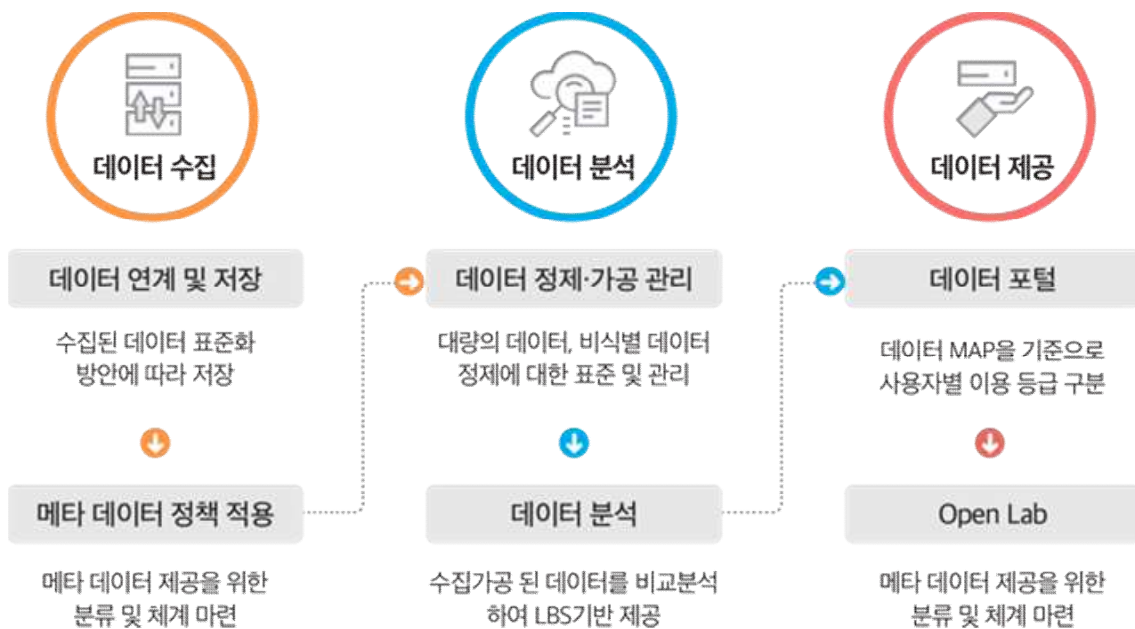 데이터 수집
데이터 연계 및 저장
수집된 데이터 표준화
방안에 따라 저장
메타 데이터 정책 적용
메타 데이터 제공을 위한
분류 및 체계 마련
데이터 분석
데이터 정제·가공 관리
대량의 데이터, 비식별 데이터
정제에 대한 표준 및 관리
데이터 분석
수집가공 된 데이터를 비교분석
하여 LBS기반 제공
데이터 제공
데이터 포털
데이터 MAP을 기준으로
사용자별 이용 등급 구분
Open Lab
메타 데이터 제공을 위한
분류 및 체계 마련